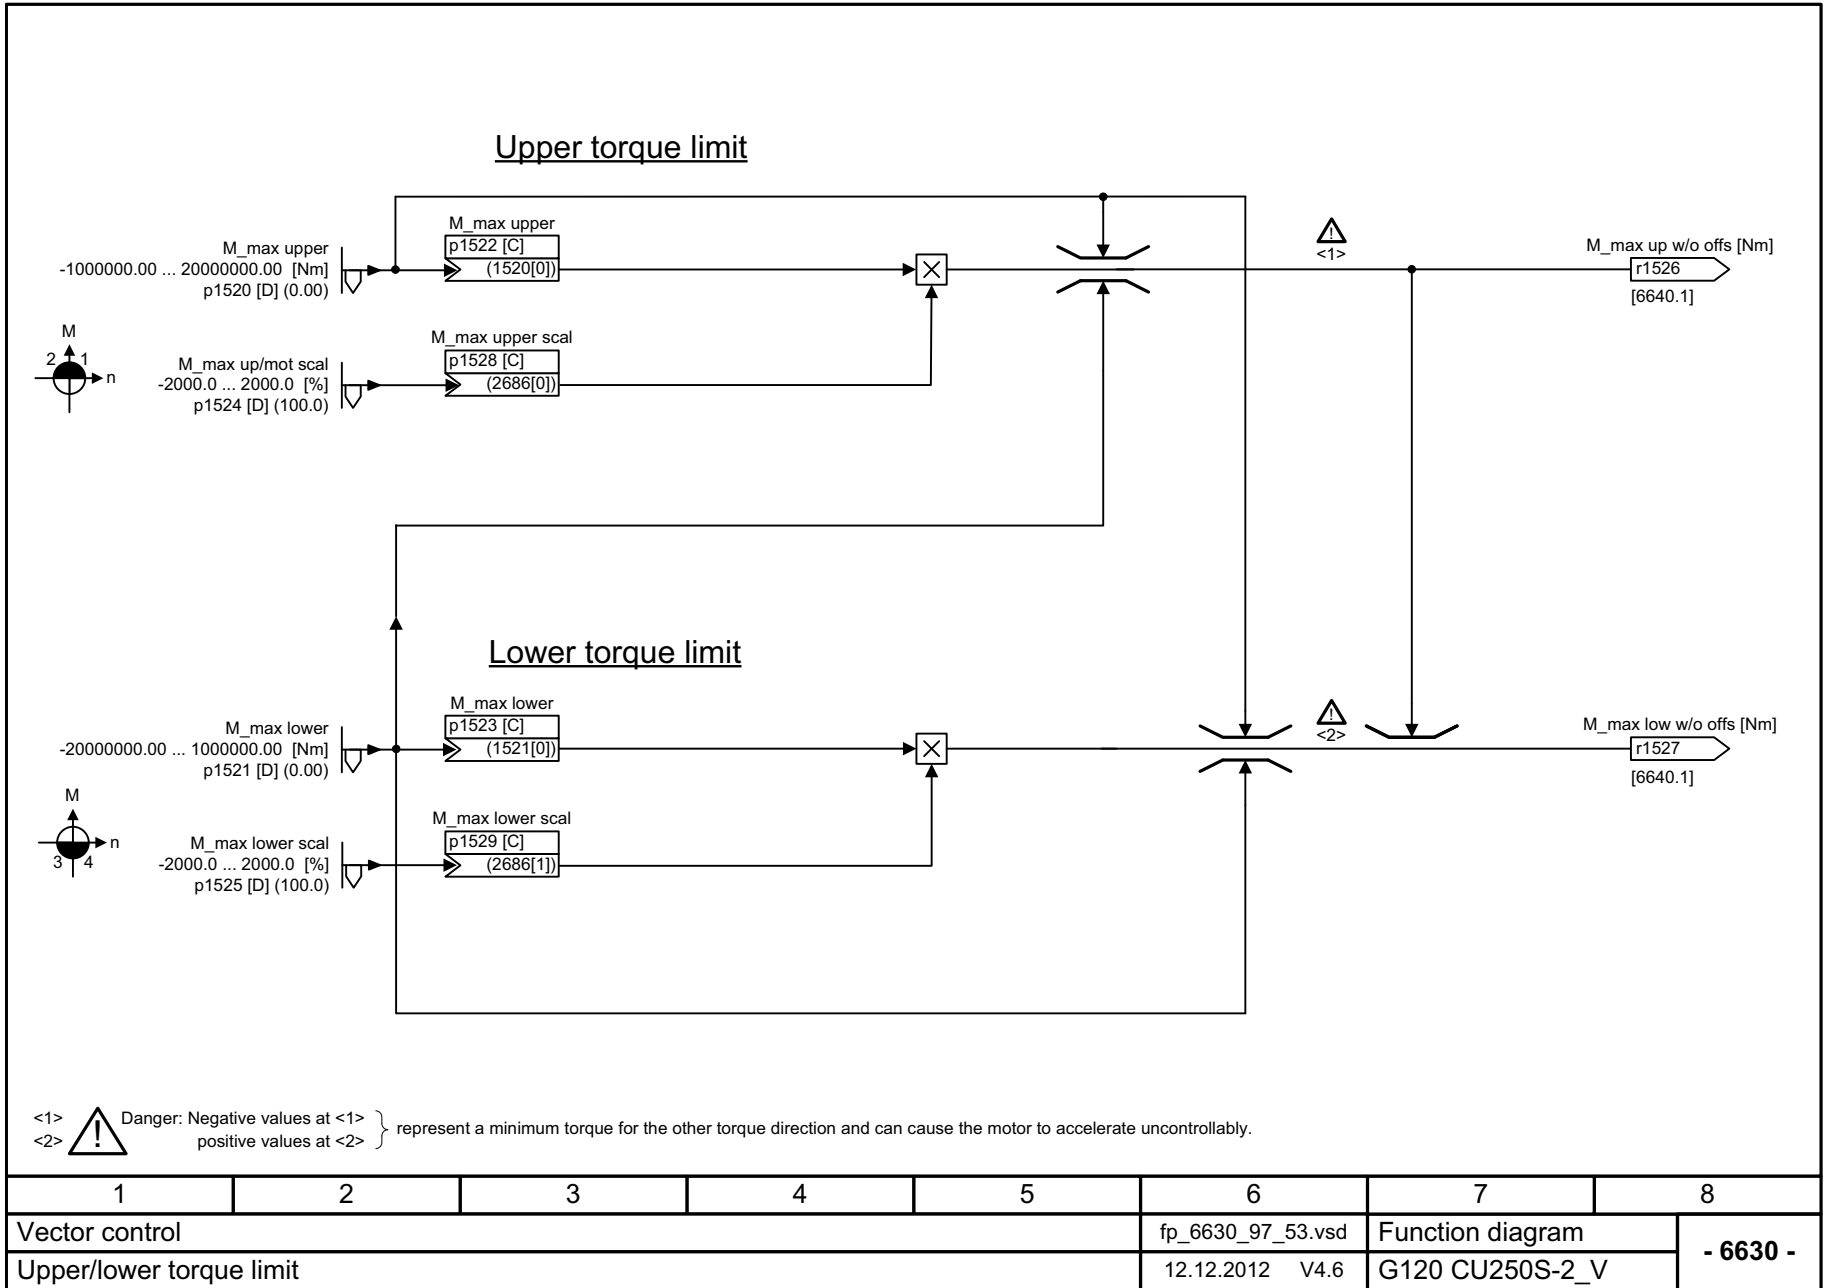 Upper torque limit
M_max upper
-1000000.00 ... 20000000.00 [Nm]
p1520 [D] (0.00)
M_max upper
p1522 [C]
(1520[0])
<1>
M_max up w/o offs [Nm]
r1526
[6640.1]
M
2 1
n
M_max up/mot scal
-2000.0 ... 2000.0 [%]
p1524 [D] (100.0)
M_max upper scal
p1528 [C]
(2686[0])
Lower torque limit
M_max lower
-20000000.00 ... 1000000.00 [Nm]
p1521 [D] (0.00)
M_max lower
p1523 [C]
(1521[0])
<2>
M_max low w/o offs [Nm]
r1527
[6640.1]
M
n
3 4
M_max lower scal
-2000.0 ... 2000.0 [%]
p1525 [D] (100.0)
M_max lower scal
p1529 [C]
(2686[1])
<1> Danger: Negative values at <1>
<2> positive values at <2>
represent a minimum torque for the other torque direction and can cause the motor to accelerate uncontrollably.
1 2 3 4 5 6 7 8
Vector control fp_6630_97_53.vsd Function diagram
- 6630 -
Upper/lower torque limit 12.12.2012 V4.6 G120 CU250S-2_V